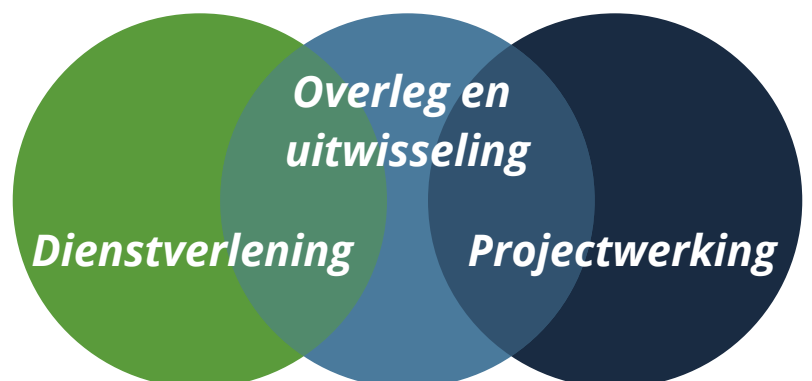 Overleg en
uitwisseling
Dienstverlening
Projectwerking